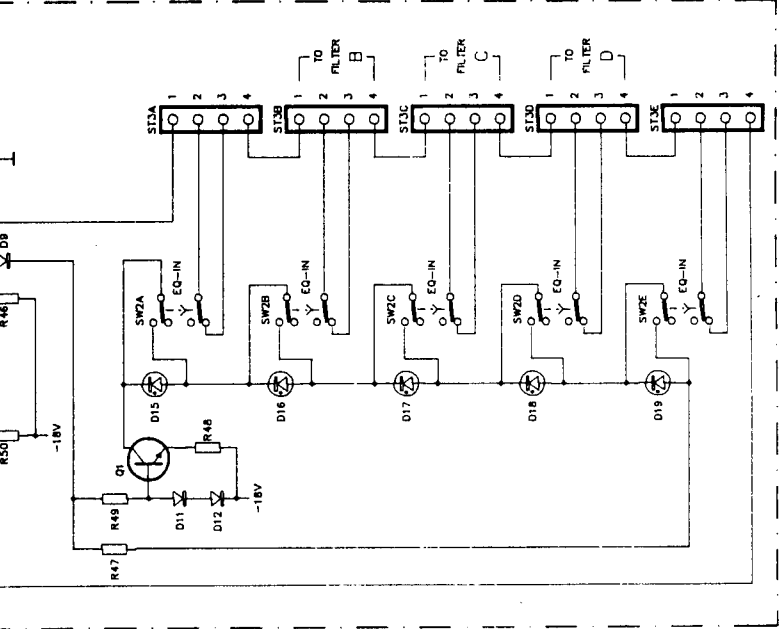 TO FILTER B
TO FILTER C
TO FILTER D
1 2 3 4
1 2 3 4
1 2 3 4
1 2 3 4
1 2 3 4
ST3A
ST3B
ST3C
ST3D
ST3E
D9
R46
EQ-IN
EQ-IN
EQ-IN
EQ-IN
EQ-IN
SW2A
SW2B
SW2C
SW2D
SW2E
D15
D16
D17
D18
D19
R50
-18V
Q1
R48
R49
D11
D12
-18V
R47